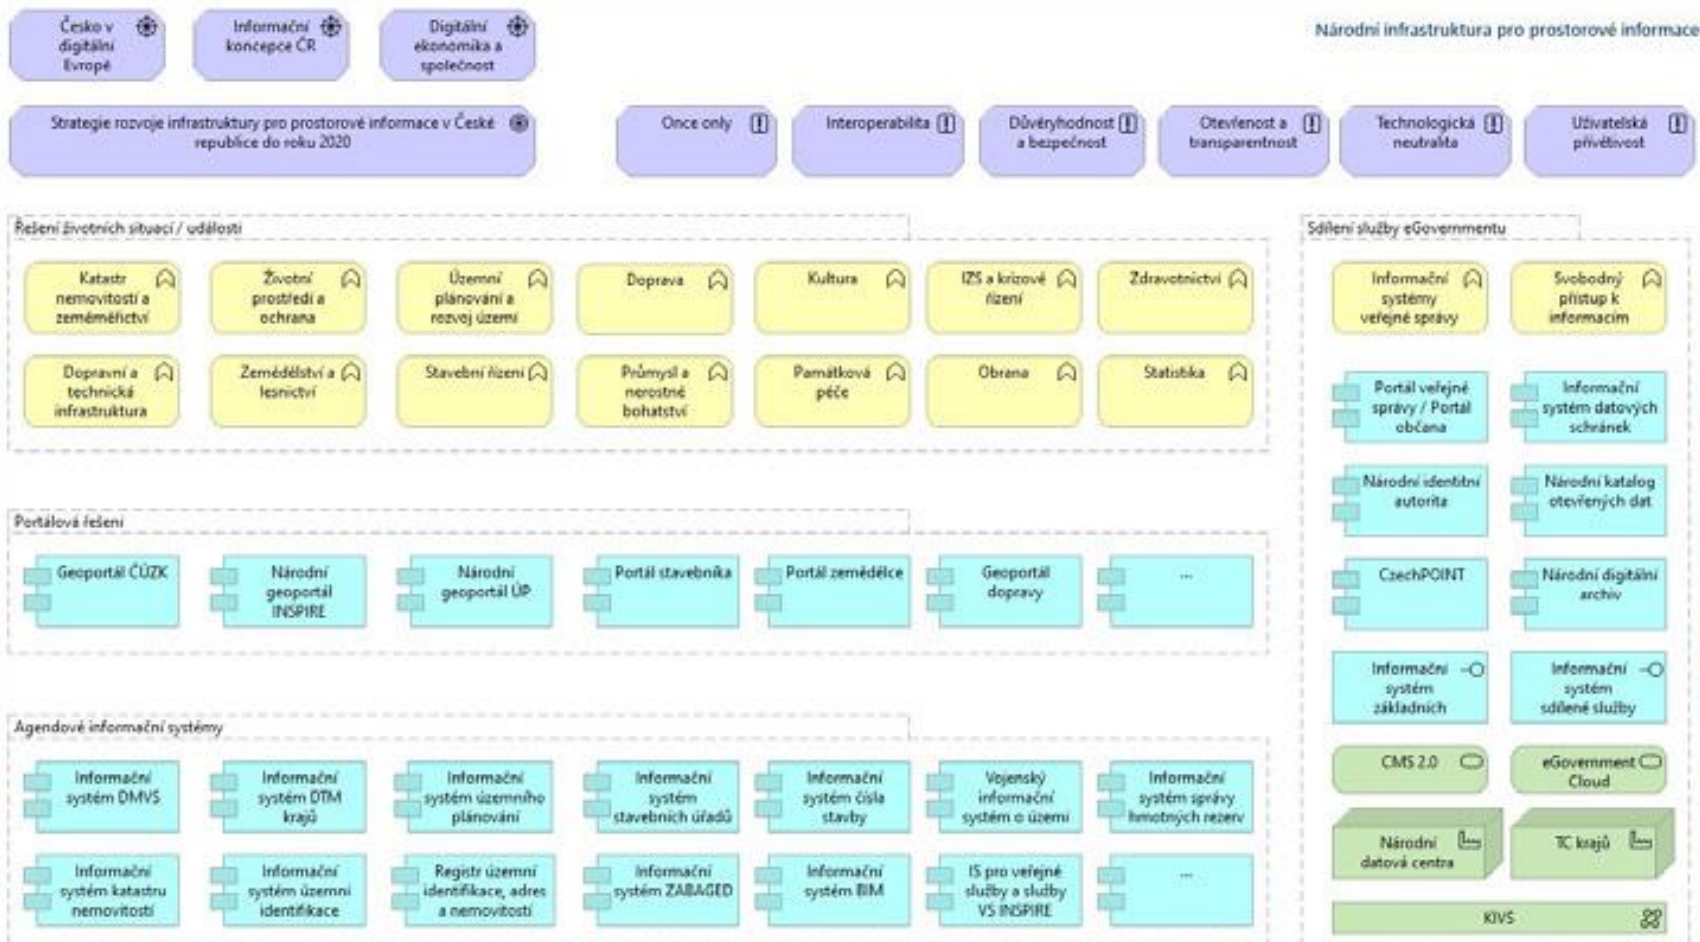 Česko v
digitální
Evropě
Informační
koncepce ČR
Digitální
ekonomika a
společnost
Národní infrastruktura pro prostorové informace
Strategie rozvoje infrastruktury pro prostorové informace v České
republice do roku 2020
Once only
Interoperabilita
Důvěryhodnost
a bezpečnost
Otevřenost a
transparentnost
Technologická
neutralita
Uživatelská
přívětivost
Řešení životních situací / událostí
Katastr
nemovitostí a
zeměměřictví
Životní
prostředí a
ochrana
Územní
plánování a
rozvoj území
Doprava
Kultura
IZS a krizové
řízení
Zdravotnictví
Dopravní a
technická
infrastruktura
Zemědělství a
lesnictví
Stavební řízení
Průmysl a
nerostné
bohatství
Památková
péče
Obrana
Statistika
Portálová řešení
Geoportál ČÚZK
Národní
geoportál
INSPIRE
Národní
geoportál ÚP
Portál stavebníka
Portál zemědělce
Geoportál
dopravy
...
Agendové informační systémy
Informační
systém DMVS
Informační
systém DTM
krajů
Informační
systém územního
plánování
Informační
systém
stavebních úřadů
Informační
systém čísla
stavby
Vojenský
informační
systém o území
Informační
systém správy
hmotných rezerv
Informační
systém katastru
nemovitostí
Informační
systém územní
identifikace
Registr územní
identifikace, adres
a nemovitostí
Informační
systém ZABAGED
Informační
systém BIM
IS pro veřejné
služby a služby
VS INSPIRE
...
Sdílení služby eGovernmentu
Informační
systémy
veřejné správy
Svobodný
přístup k
informacím
Portál veřejné
správy / Portál
občana
Informační
systém datových
schránek
Národní identitní
autorita
Národní katalog
otevřených dat
CzechPOINT
Národní digitální
archiv
Informační
systém
základních
Informační
systém
sdílené služby
CMS 2.0
eGovernment
Cloud
Národní
datová centra
TC krajů
KIVS